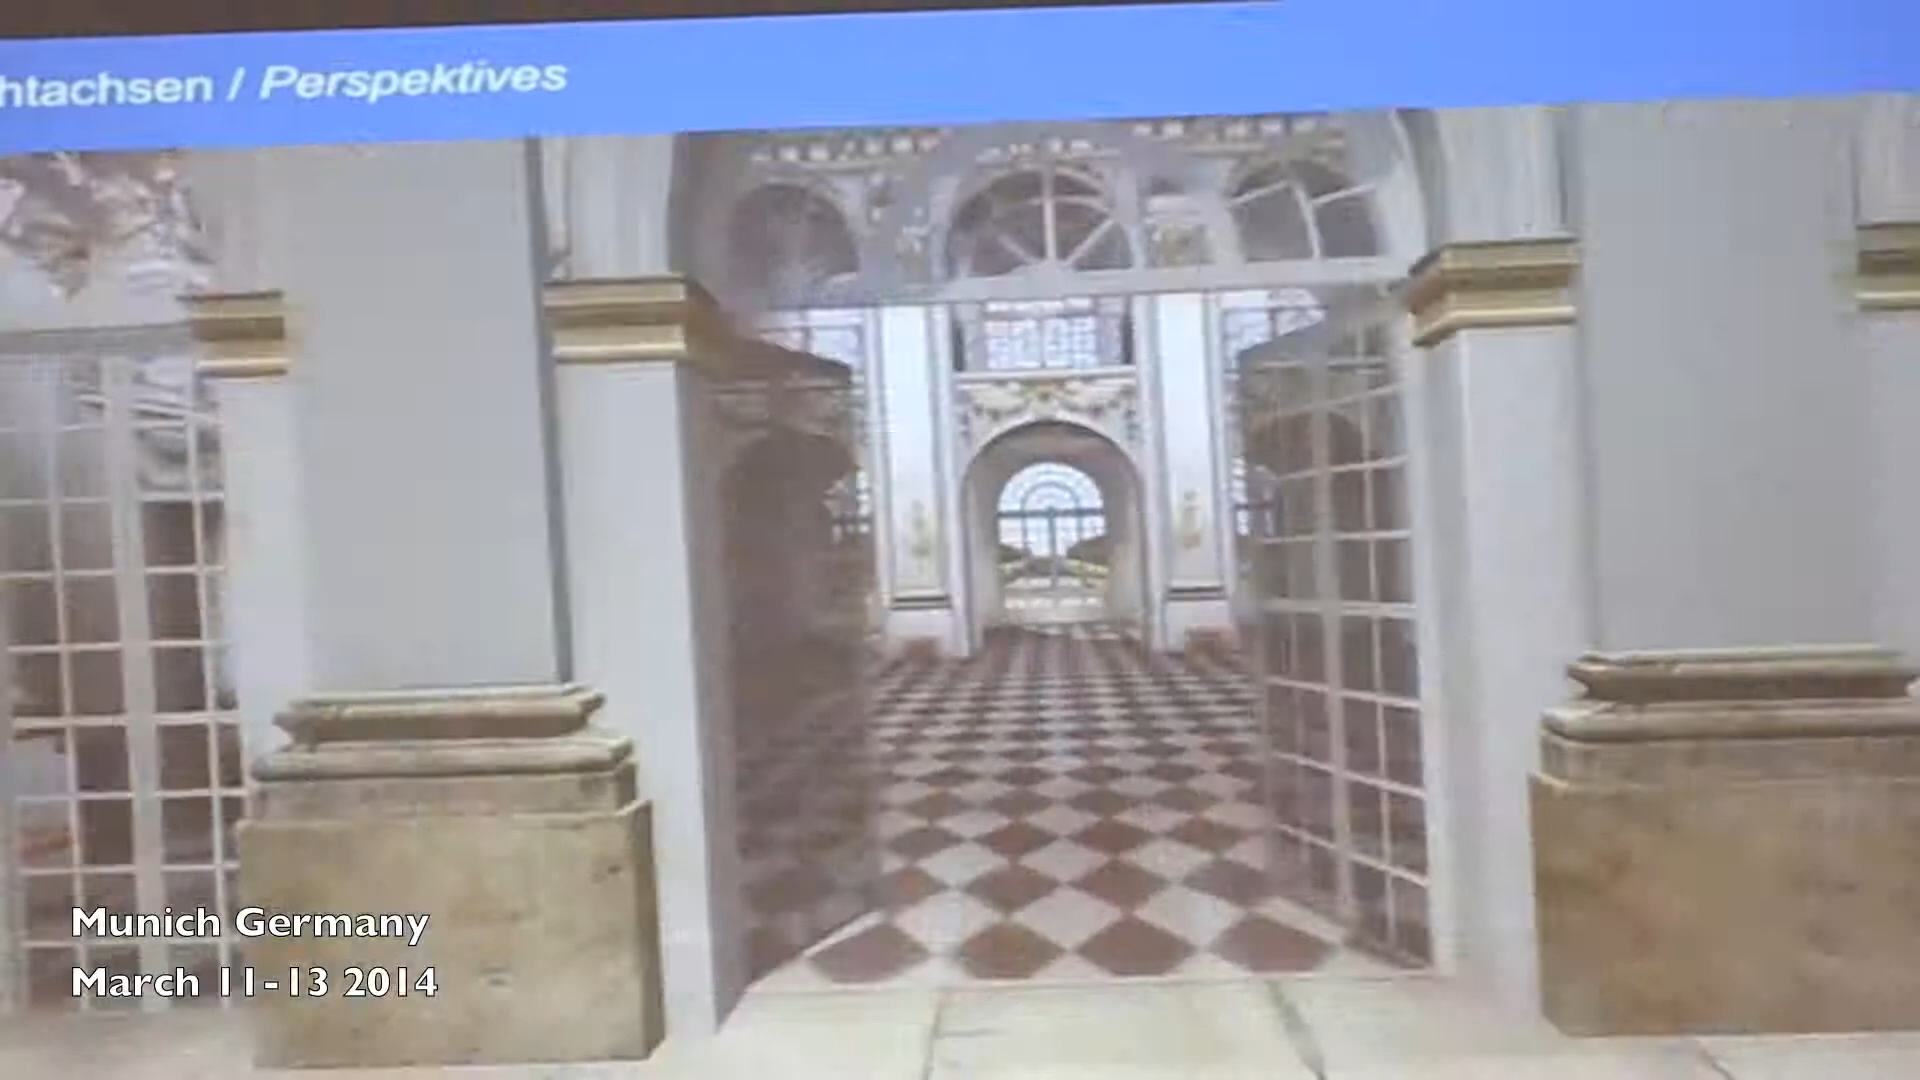 htachsen / Perspektives
Munich Germany
March 11-13 2014